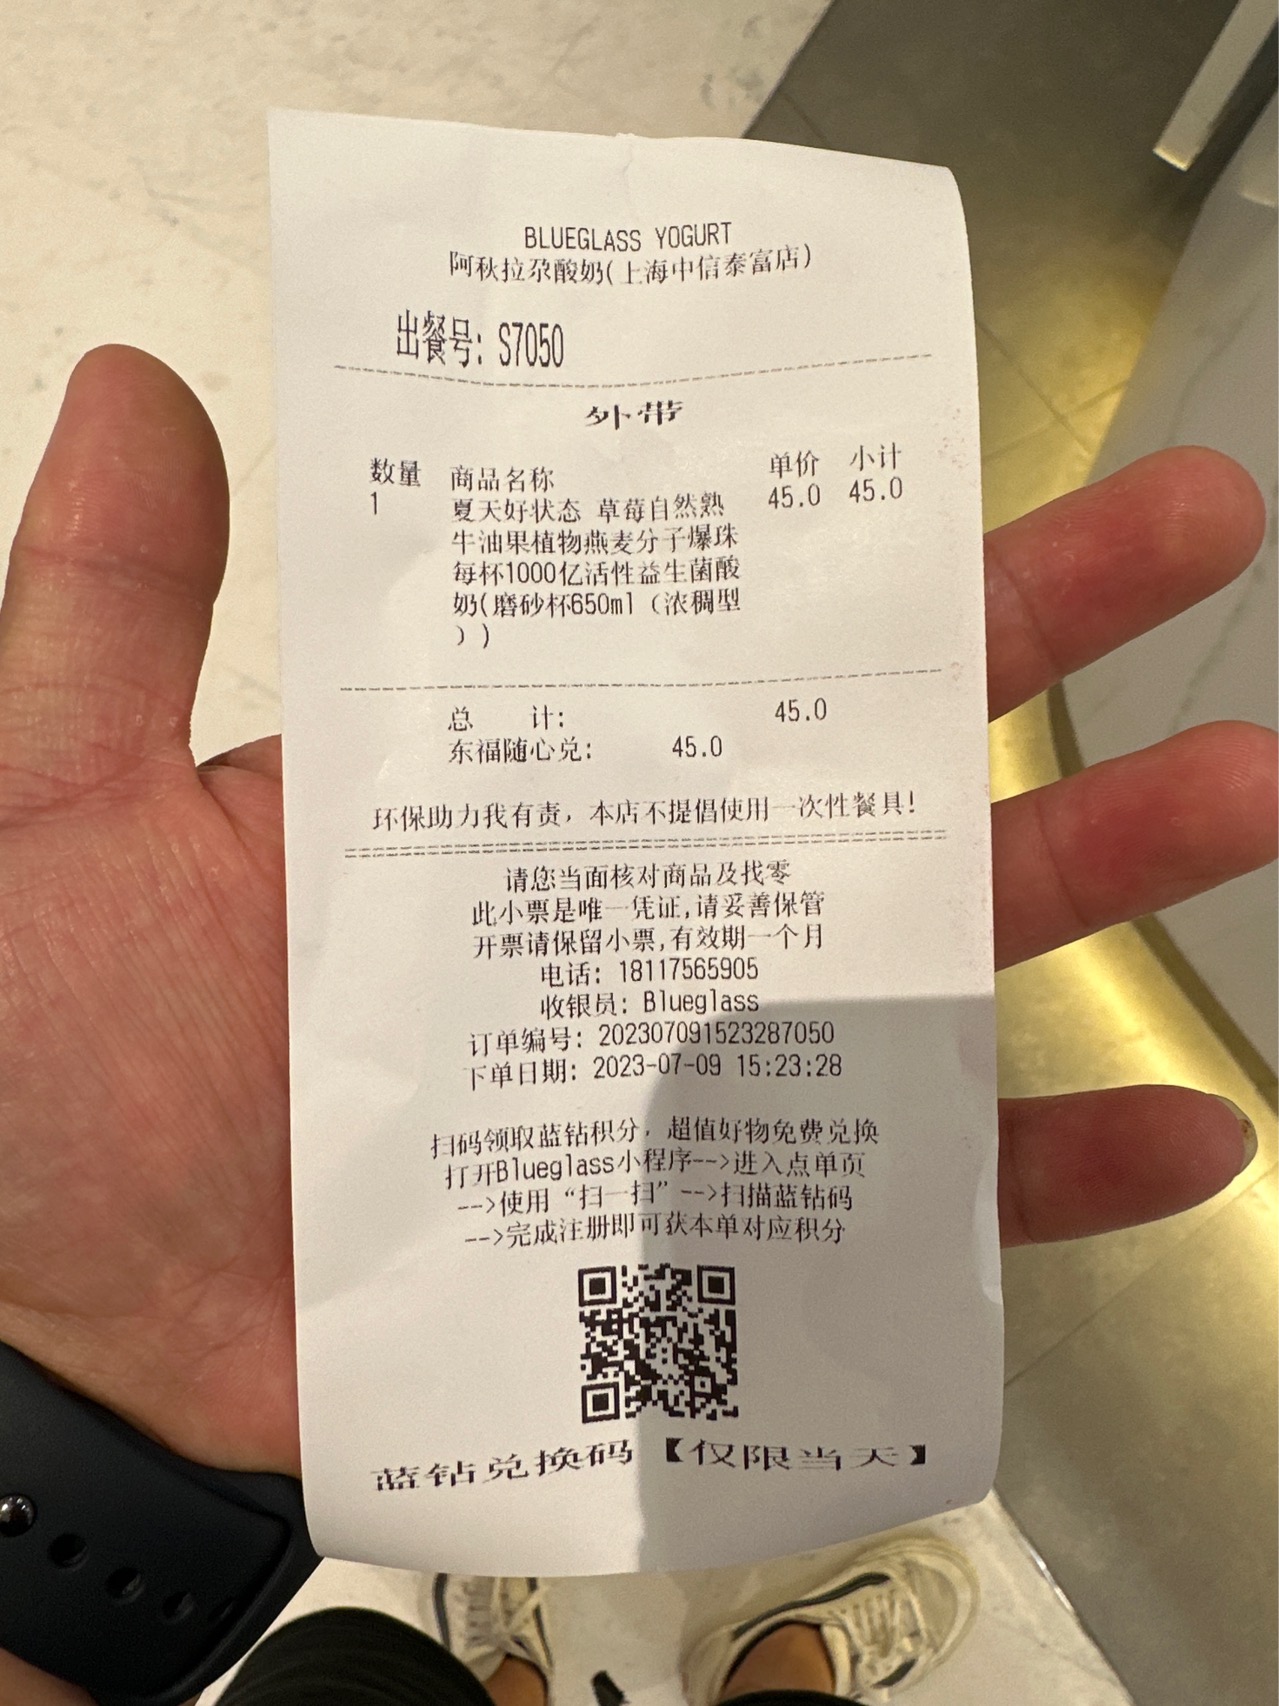 BLUEGLASS YOGURT
阿秋拉尕酸奶(上海中信泰富店)
出餐号: S7050
外带
数量 商品名称 单价 小计
1 夏天好状态 草莓自然熟 45.0 45.0
牛油果植物燕麦分子爆珠
每杯1000亿活性益生菌酸
奶(磨砂杯650ml（浓稠型
）)
总 计: 45.0
东福随心兑: 45.0
环保助力我有责，本店不提倡使用一次性餐具!
请您当面核对商品及找零
此小票是唯一凭证,请妥善保管
开票请保留小票,有效期一个月
电话: 18117565905
收银员: Blueglass
订单编号: 202307091523287050
下单日期: 2023-07-09 15:23:28
扫码领取蓝钻积分，超值好物免费兑换
打开Blueglass小程序-->进入点单页
-->使用“扫一扫”-->扫描蓝钻码
-->完成注册即可获本单对应积分
蓝钻兑换码【仅限当天】